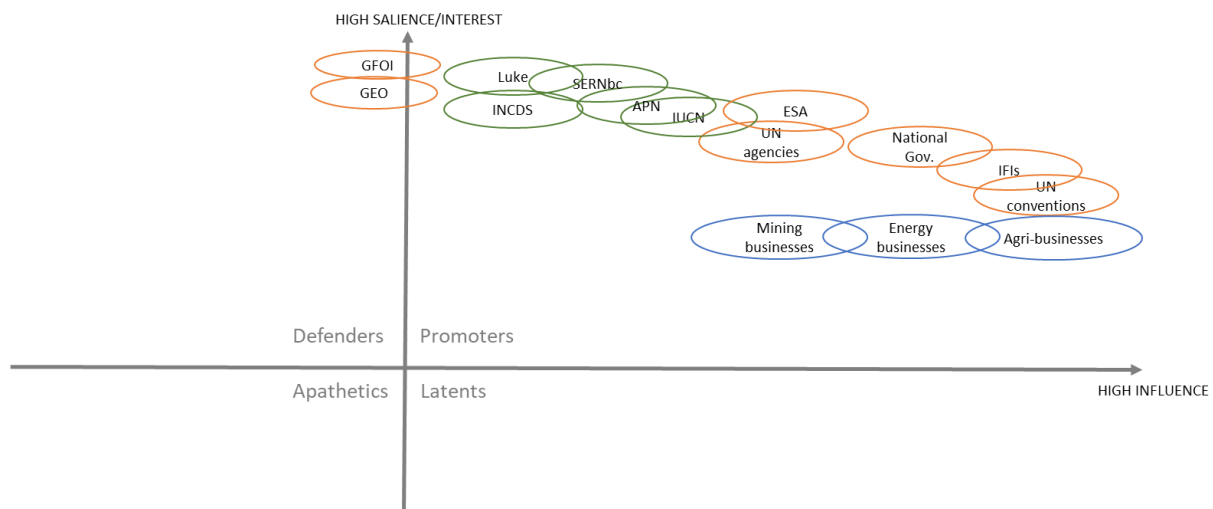 HIGH SALIENCE/INTEREST
GFOI
GEO
Luke
SERNbc
INCDS
APN
IUCN
ESA
UN
agencies
National
Gov.
IFIs
UN
conventions
Mining
businesses
Energy
businesses
Agri-businesses
Defenders
Promoters
Apathetics
Latents
HIGH INFLUENCE